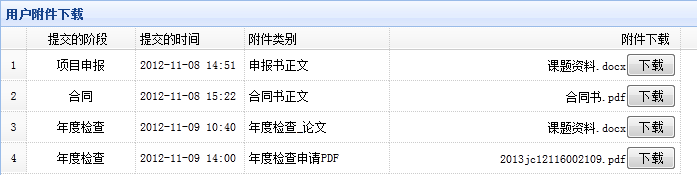 用户附件下载
提交的阶段 提交的时间 附件类别 附件下载
1 项目申报 2012-11-08 14:51 申报书正文 课题资料.docx 下载
2 合同 2012-11-08 15:22 合同书正文 合同书.pdf 下载
3 年度检查 2012-11-09 10:40 年度检查_论文 课题资料.docx 下载
4 年度检查 2012-11-09 14:00 年度检查申请PDF 2013jc12116002109.pdf 下载